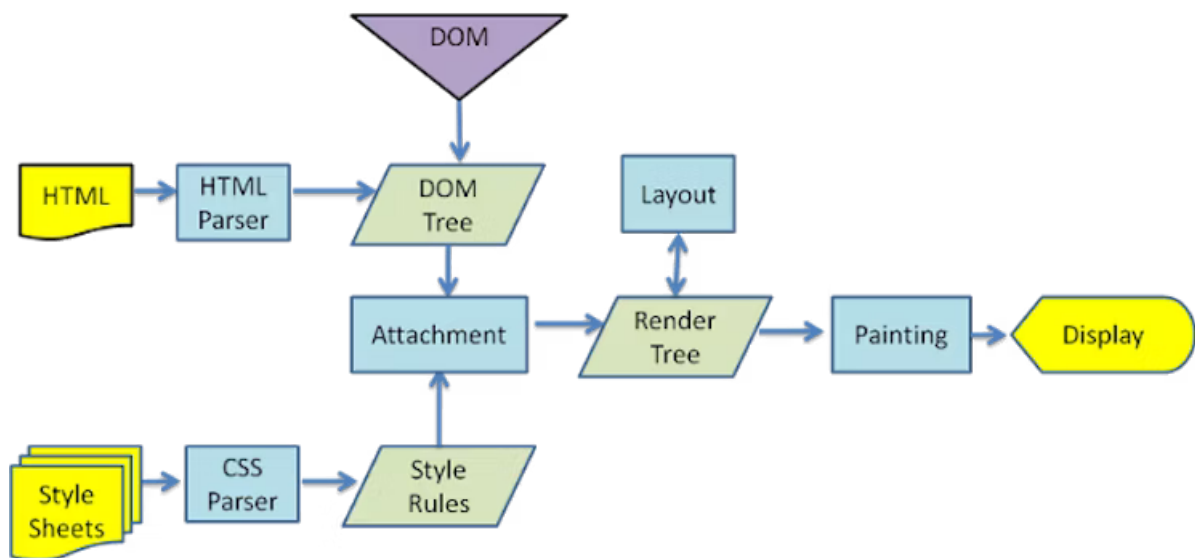 DOM
HTML
HTML
Parser
DOM
Tree
Layout
Attachment
Render
Tree
Painting
Display
Style
Sheets
CSS
Parser
Style
Rules